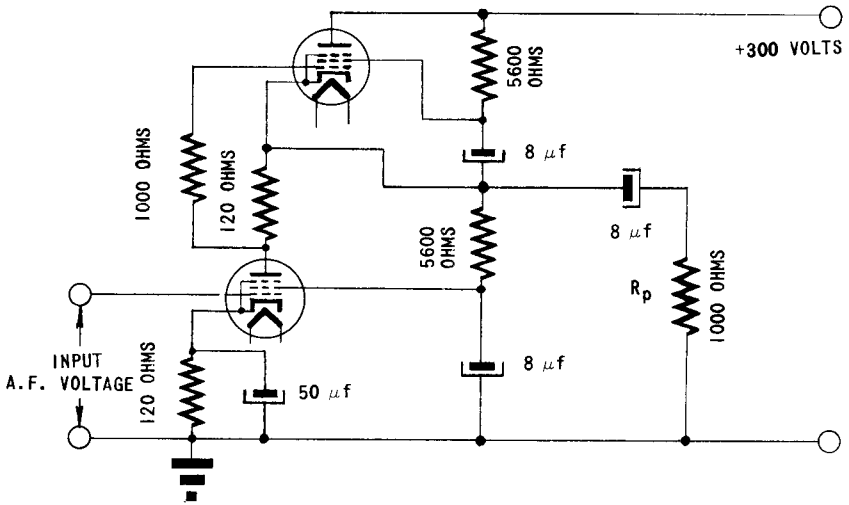 +300 VOLTS
5600
OHMS
8 μf
1000 OHMS
120 OHMS
5600
OHMS
8 μf
Rp
1000 OHMS
INPUT
A.F. VOLTAGE
120 OHMS
50 μf
8 μf